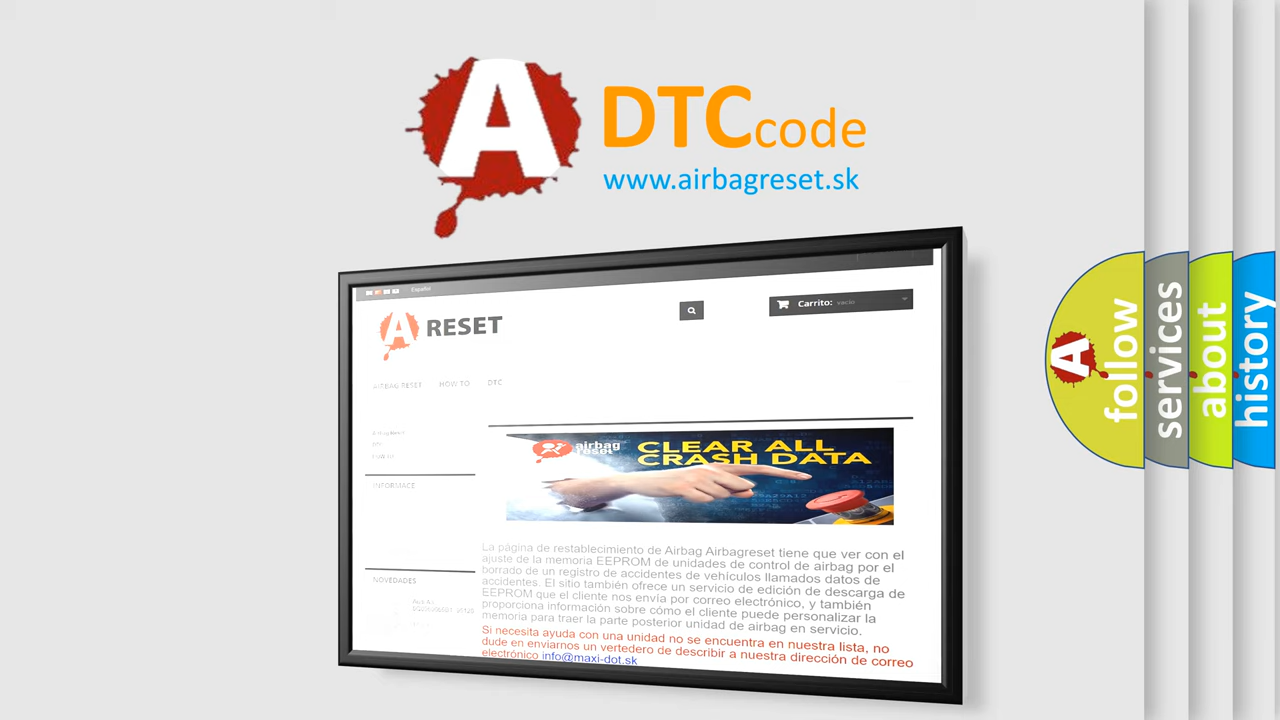 A
DTCcode
www.airbagreset.sk
Español
Carrito: vacío
A RESET
AIRBAG RESET HOW TO DTC
airbag
reset
CLEAR ALL
CRASH DATA
INFORMACE
La página de restablecimiento de Airbag Airbagreset tiene que ver con el
ajuste de la memoria EEPROM de unidades de control de airbag por el
borrado de un registro de accidentes de vehículos llamados datos de
accidentes. El sitio también ofrece un servicio de edición de descarga de
EEPROM que el cliente nos envía por correo electrónico, y también
proporciona información sobre cómo el cliente puede personalizar la
memoria para traer la parte posterior unidad de airbag en servicio.
Si necesita ayuda con una unidad no se encuentra en nuestra lista, no
dude en enviarnos un vertedero de describir a nuestra dirección de correo
electrónico info@maxi-dot.sk
NOVEDADES
A
follow
services
about
history